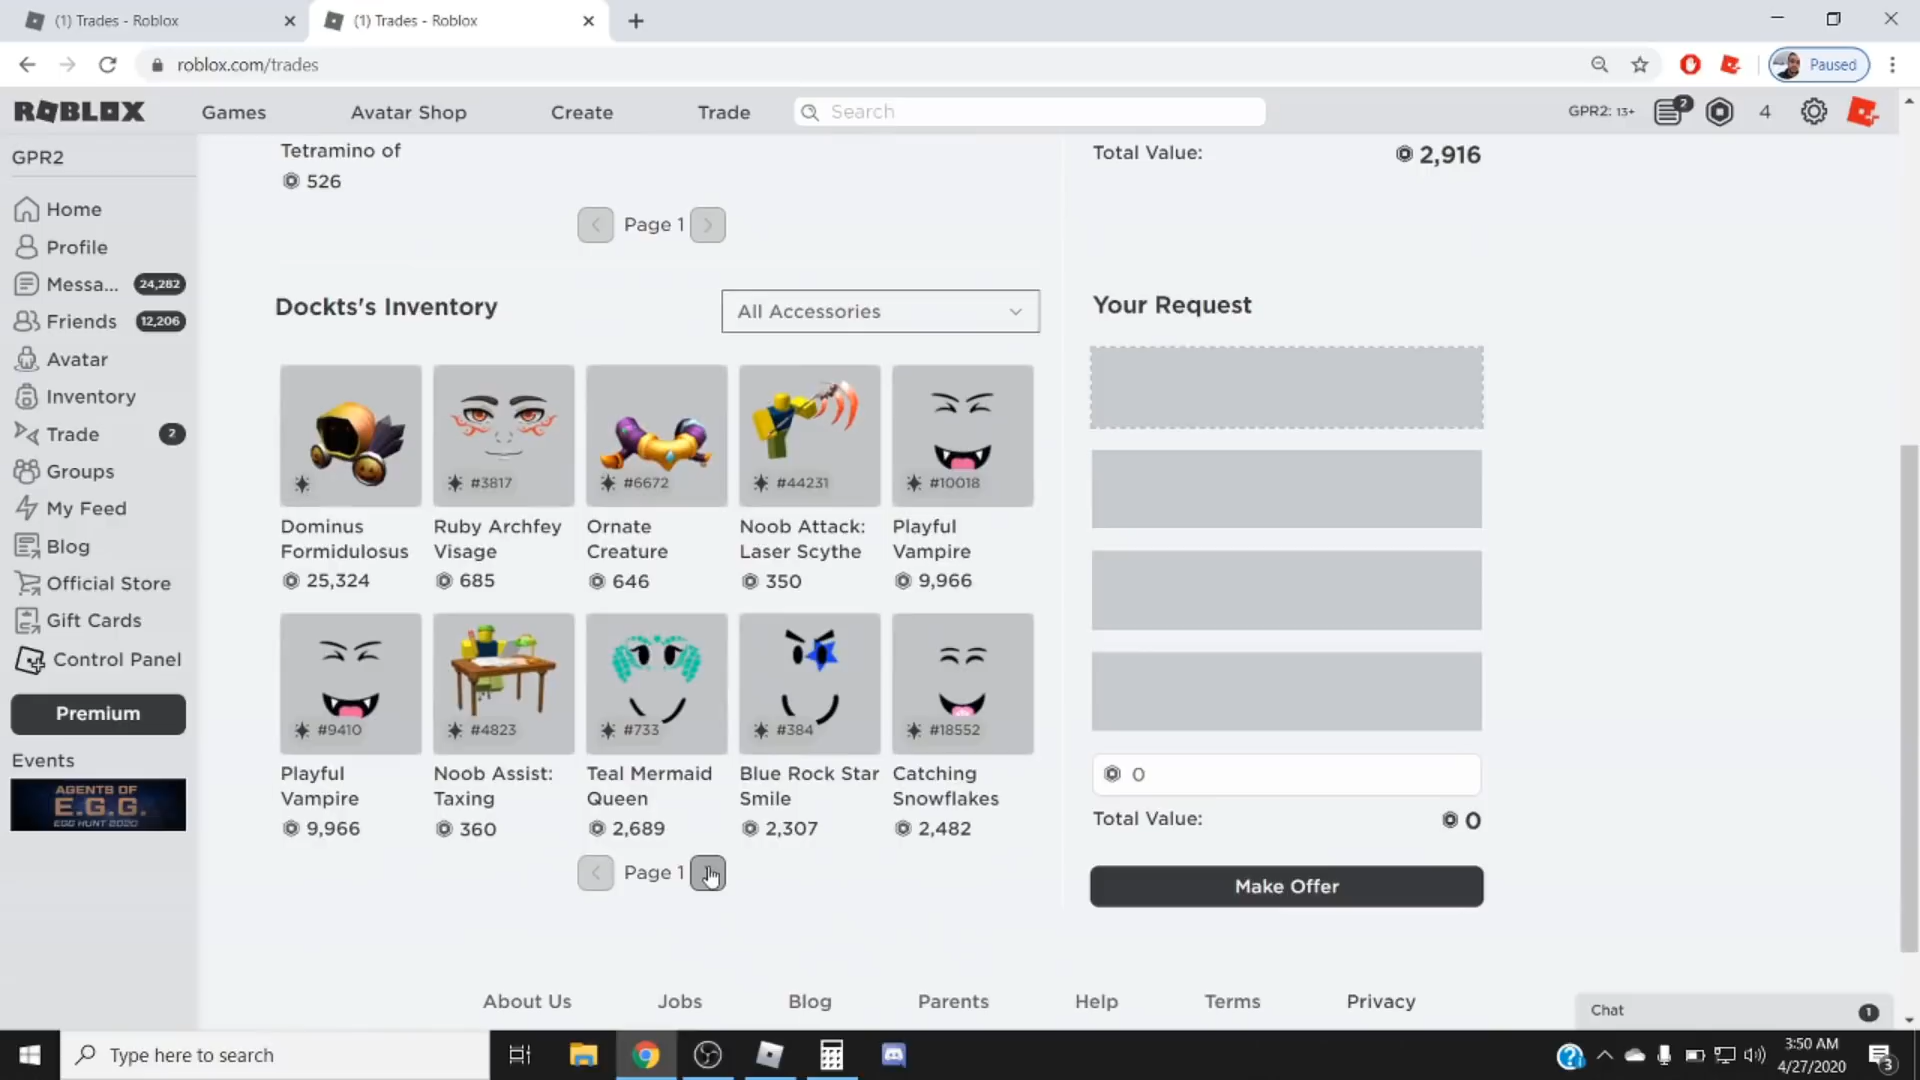 (1) Trades - Roblox
(1) Trades - Roblox
roblox.com/trades
Paused
ROBLOX
Games
Avatar Shop
Create
Trade
Search
GPR2: 13+
2
4
GPR2
Home
Profile
Messa... 24,282
Friends 12,206
Avatar
Inventory
Trade 2
Groups
My Feed
Blog
Official Store
Gift Cards
Control Panel
Premium
Events
AGENTS OF
E.G.G.
EGG HUNT 2020
Tetramino of
526
Page 1
Total Value: 2,916
Dockts's Inventory
All Accessories
#3817
#6672
#44231
#10018
Dominus
Formidulosus
25,324
Ruby Archfey
Visage
685
Ornate
Creature
646
Noob Attack:
Laser Scythe
350
Playful
Vampire
9,966
#9410
#4823
#733
#384
#18552
Playful
Vampire
9,966
Noob Assist:
Taxing
360
Teal Mermaid
Queen
2,689
Blue Rock Star
Smile
2,307
Catching
Snowflakes
2,482
Page 1
Your Request
0
Total Value: 0
Make Offer
About Us
Jobs
Blog
Parents
Help
Terms
Privacy
Chat
1
Type here to search
3:50 AM
4/27/2020
3